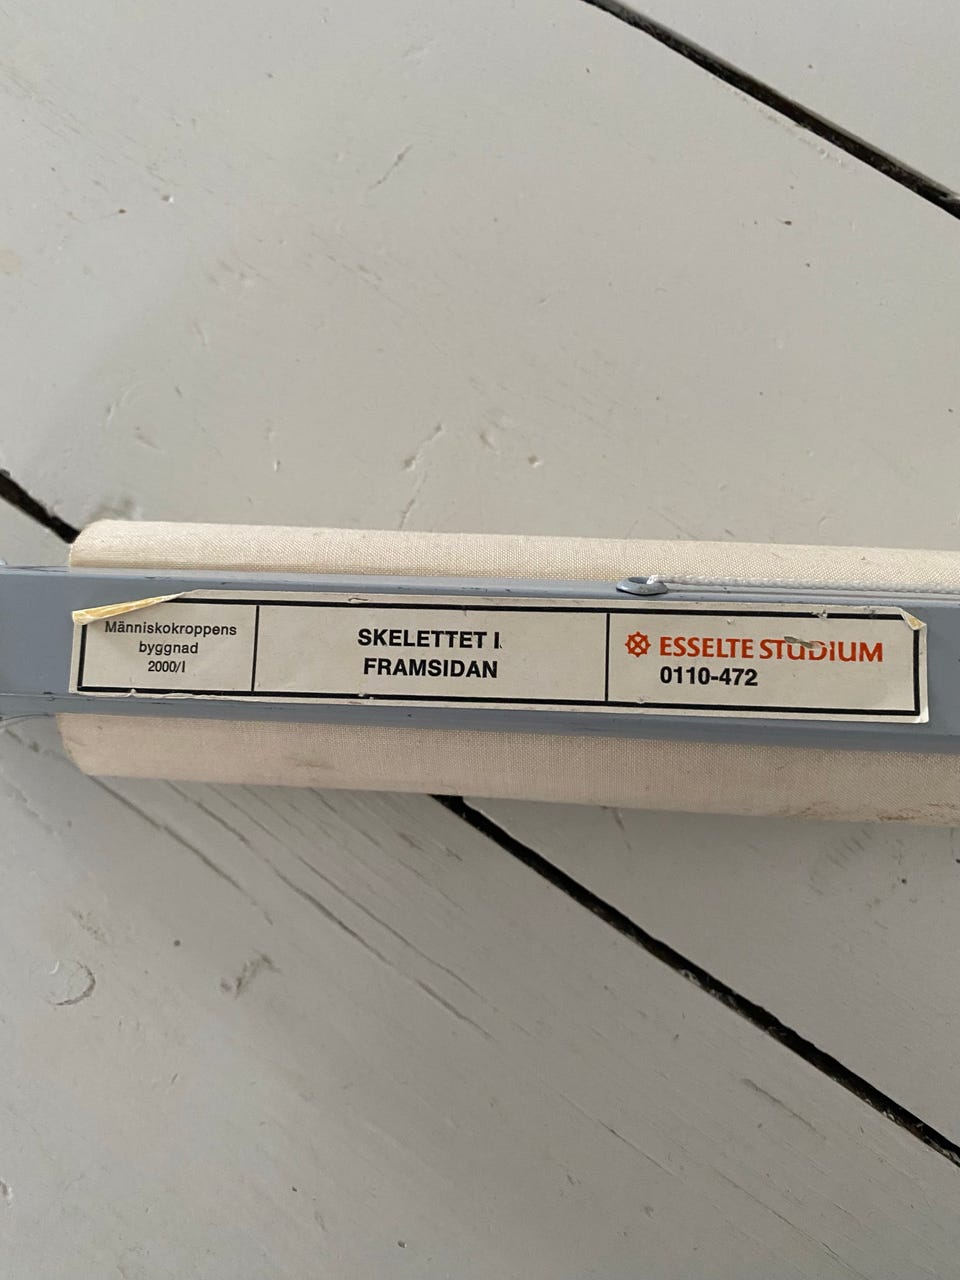 Människokroppens
byggnad
2000/I
SKELETTET I
FRAMSIDAN
ESSELTE STUDIUM
0110-472